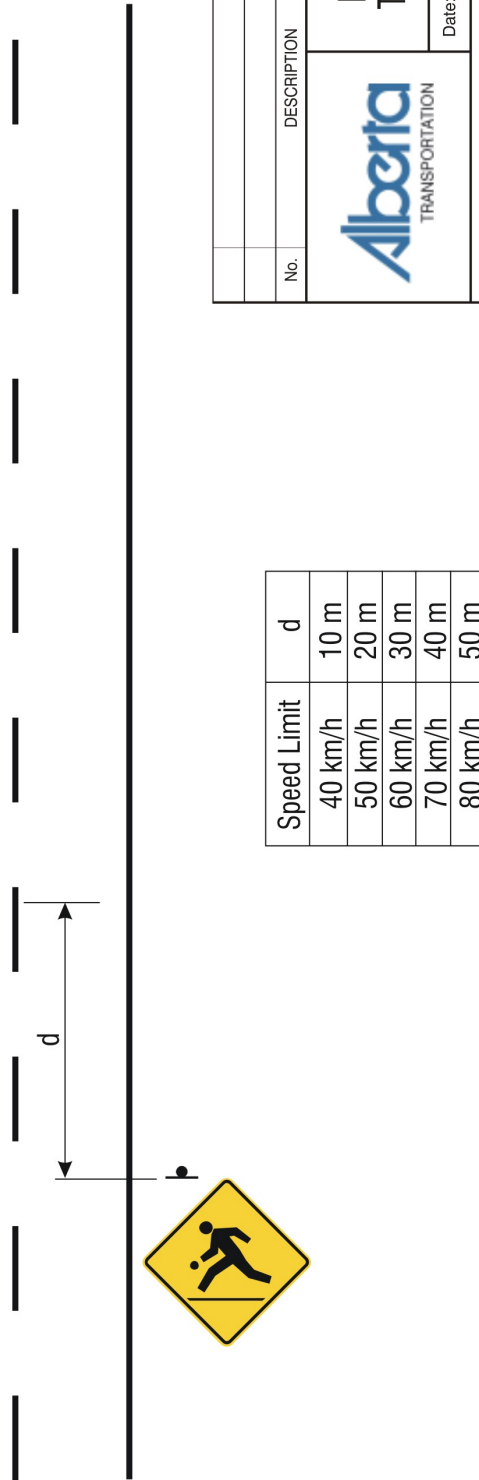 d
Speed Limit d
40 km/h 10 m
50 km/h 20 m
60 km/h 30 m
70 km/h 40 m
80 km/h 50 m
No. DESCRIPTION
Alberta
TRANSPORTATION
Date: